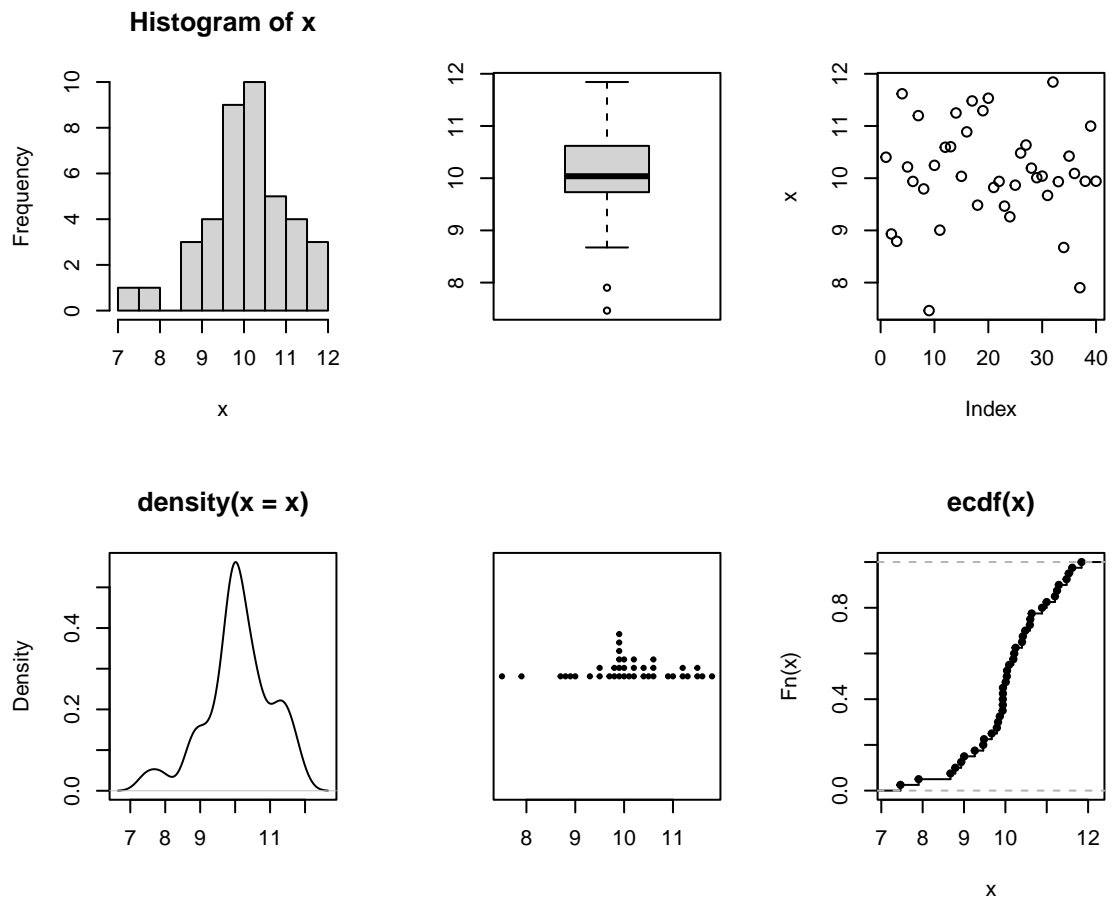 Histogram of x
Frequency
0 2 4 6 8 10
7 8 9 10 11 12
x
8 9 10 11 12
x
8 9 10 11 12
0 10 20 30 40
Index
density(x = x)
Density
0.0 0.2 0.4
7 8 9 11
8 9 10 11
ecdf(x)
Fn(x)
0.0 0.4 0.8
7 8 9 10 12
x